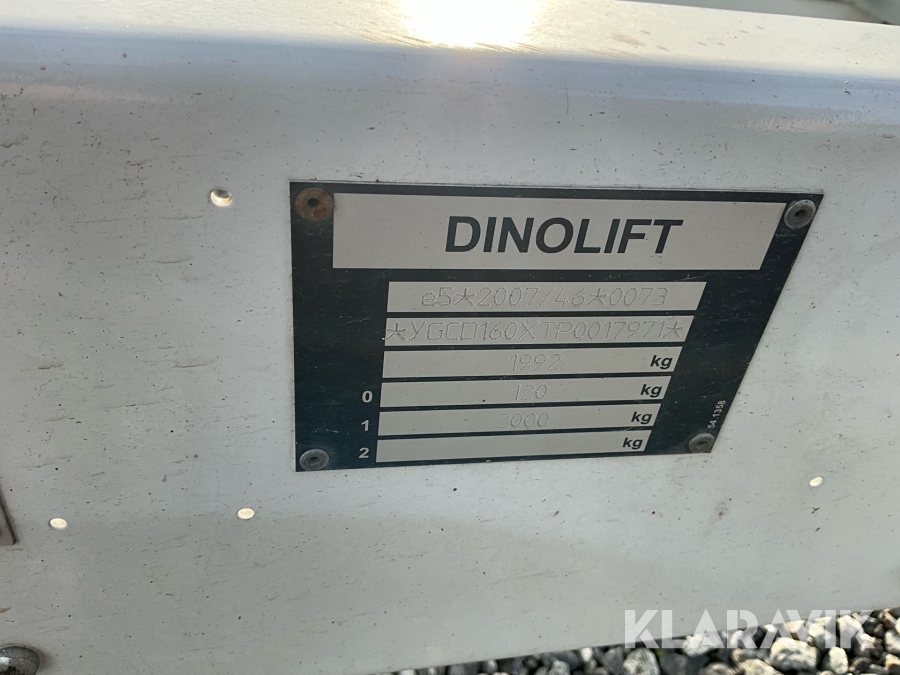 DINOLIFT
e5*2007/46*0073
*YGCD160XTP0017971*
1992 kg
0 120 kg
1 2000 kg
2 kg
54.1358
KLARAVIK